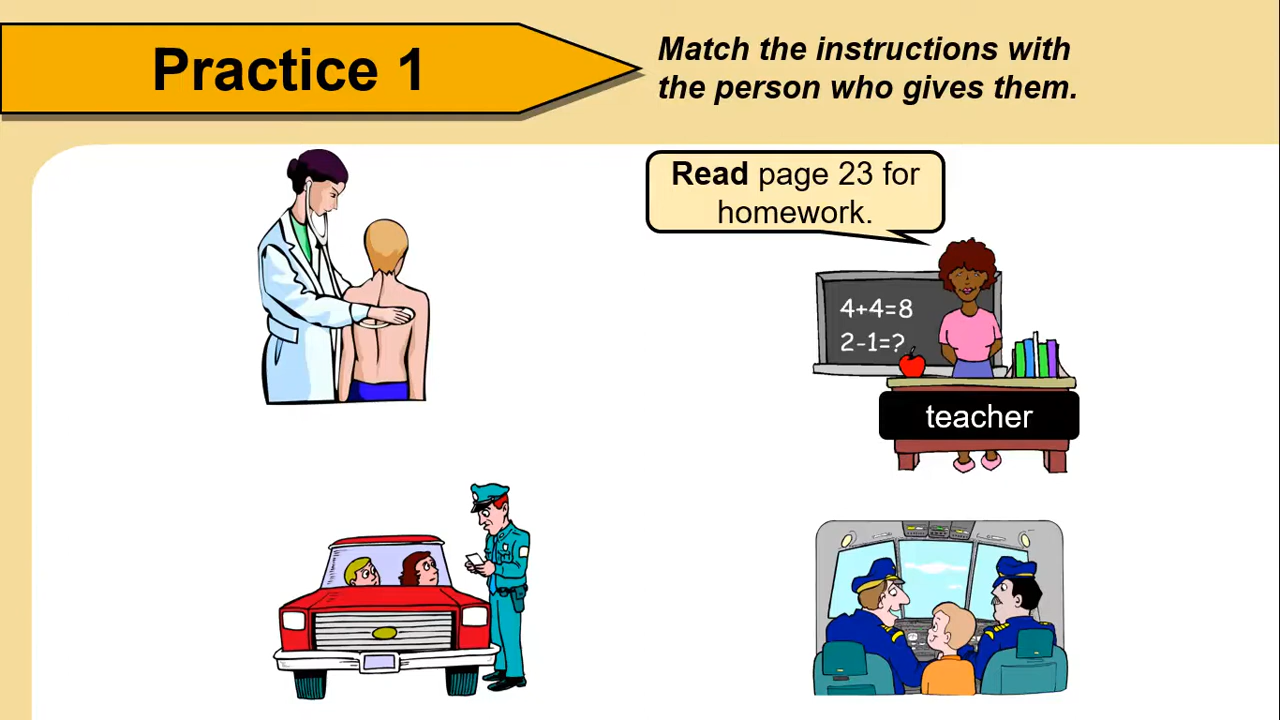 Practice 1
Match the instructions with
the person who gives them.
Read page 23 for
homework.
4+4=8
2-1=?
teacher